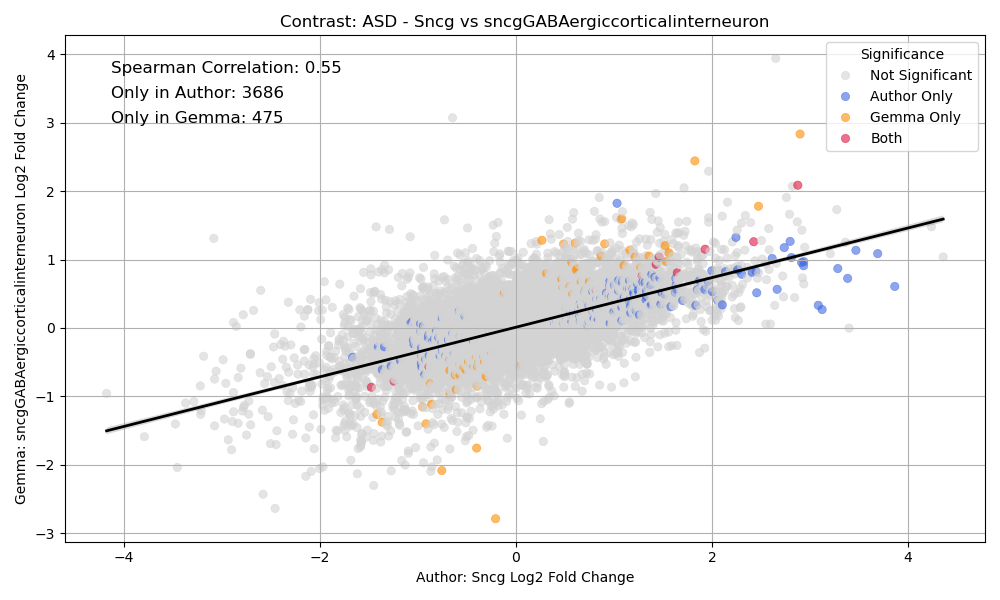 Contrast: ASD - Sncg vs sncgGABAergiccorticalinterneuron
Spearman Correlation: 0.55
Only in Author: 3686
Only in Gemma: 475
Significance
Not Significant
Author Only
Gemma Only
Both
Gemma: sncgGABAergiccorticalinterneuron Log2 Fold Change
4
3
2
1
0
−1
−2
−3
−4
−2
0
2
4
Author: Sncg Log2 Fold Change